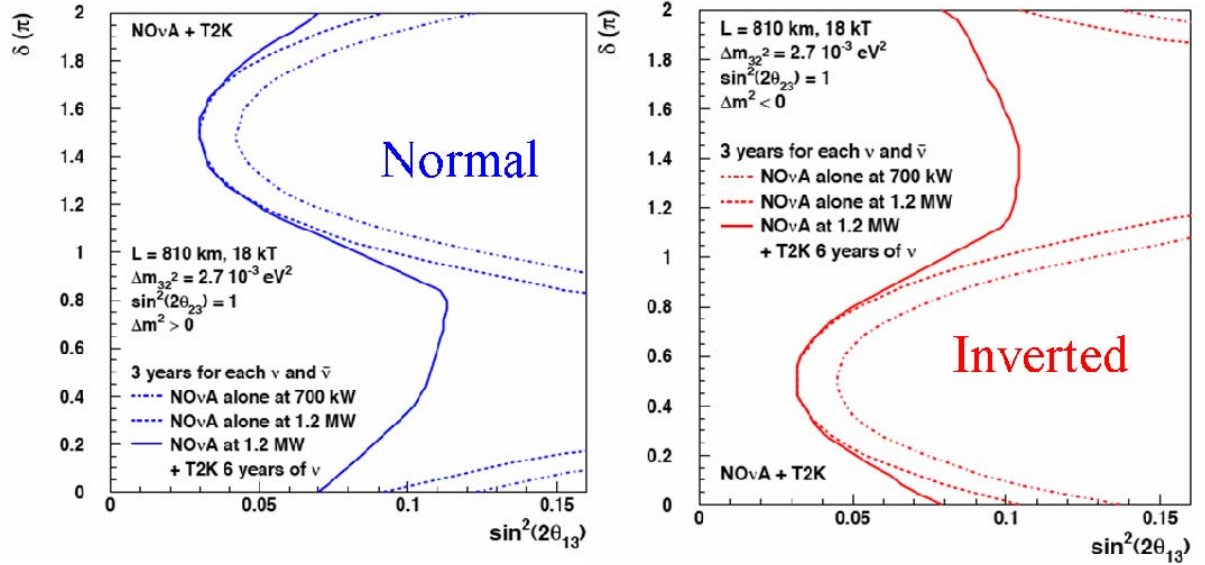 δ (π)
2
1.8
1.6
1.4
1.2
1
0.8
0.6
0.4
0.2
0
NOνA + T2K
Normal
L = 810 km, 18 kT
Δm₃₂² = 2.7 10⁻³ eV²
sin²(2θ₂₃) = 1
Δm² > 0
3 years for each ν and ν̄
NOνA alone at 700 kW
NOνA alone at 1.2 MW
NOνA at 1.2 MW
+ T2K 6 years of ν
0 0.05 0.1 0.15
sin²(2θ₁₃)
δ (π)
2
1.8
1.6
1.4
1.2
1
0.8
0.6
0.4
0.2
0
L = 810 km, 18 kT
Δm₃₂² = 2.7 10⁻³ eV²
sin²(2θ₂₃) = 1
Δm² < 0
3 years for each ν and ν̄
NOνA alone at 700 kW
NOνA alone at 1.2 MW
NOνA at 1.2 MW
+ T2K 6 years of ν
Inverted
NOνA + T2K
0 0.05 0.1 0.15
sin²(2θ₁₃)